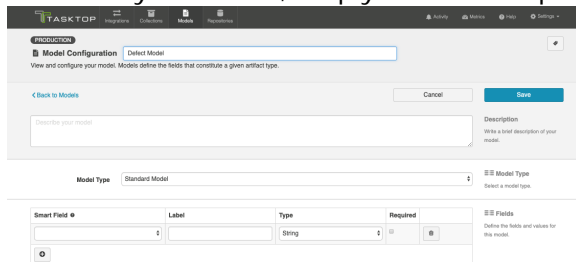 TASKTOP
Integrations Collections Models Repositories Activity Metrics Help Settings
PRODUCTION
Model Configuration Defect Model
View and configure your model. Models define the fields that constitute a given artifact type.
Back to Models Cancel Save
Describe your model
Description
Write a brief description of your
model.
Model Type Standard Model
Model Type
Select a model type.
Smart Field Label Type Required
String
Fields
Define the fields and values for
this model.